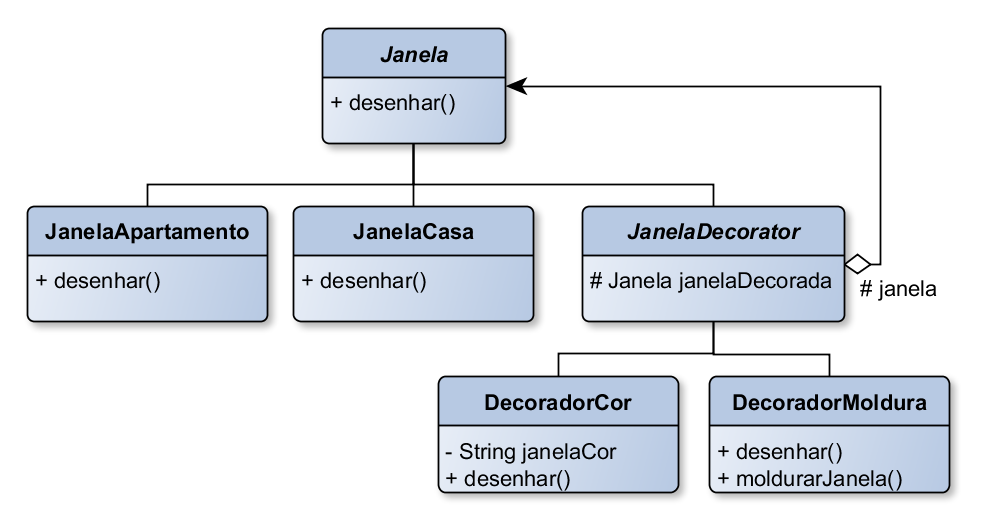 Janela
+ desenhar()
JanelaApartamento
+ desenhar()
JanelaCasa
+ desenhar()
JanelaDecorator
# Janela janelaDecorada
# janela
DecoradorCor
- String janelaCor
+ desenhar()
DecoradorMoldura
+ desenhar()
+ moldurarJanela()